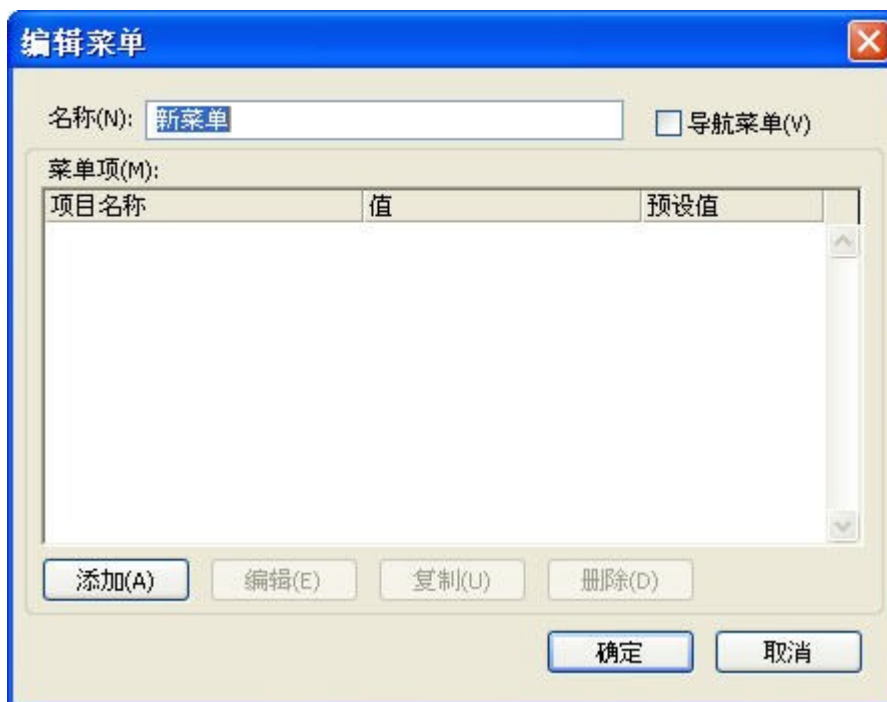 编辑菜单
名称(N): 新菜单 导航菜单(V)
菜单项(M):
项目名称 值 预设值
添加(A) 编辑(E) 复制(U) 删除(D)
确定 取消